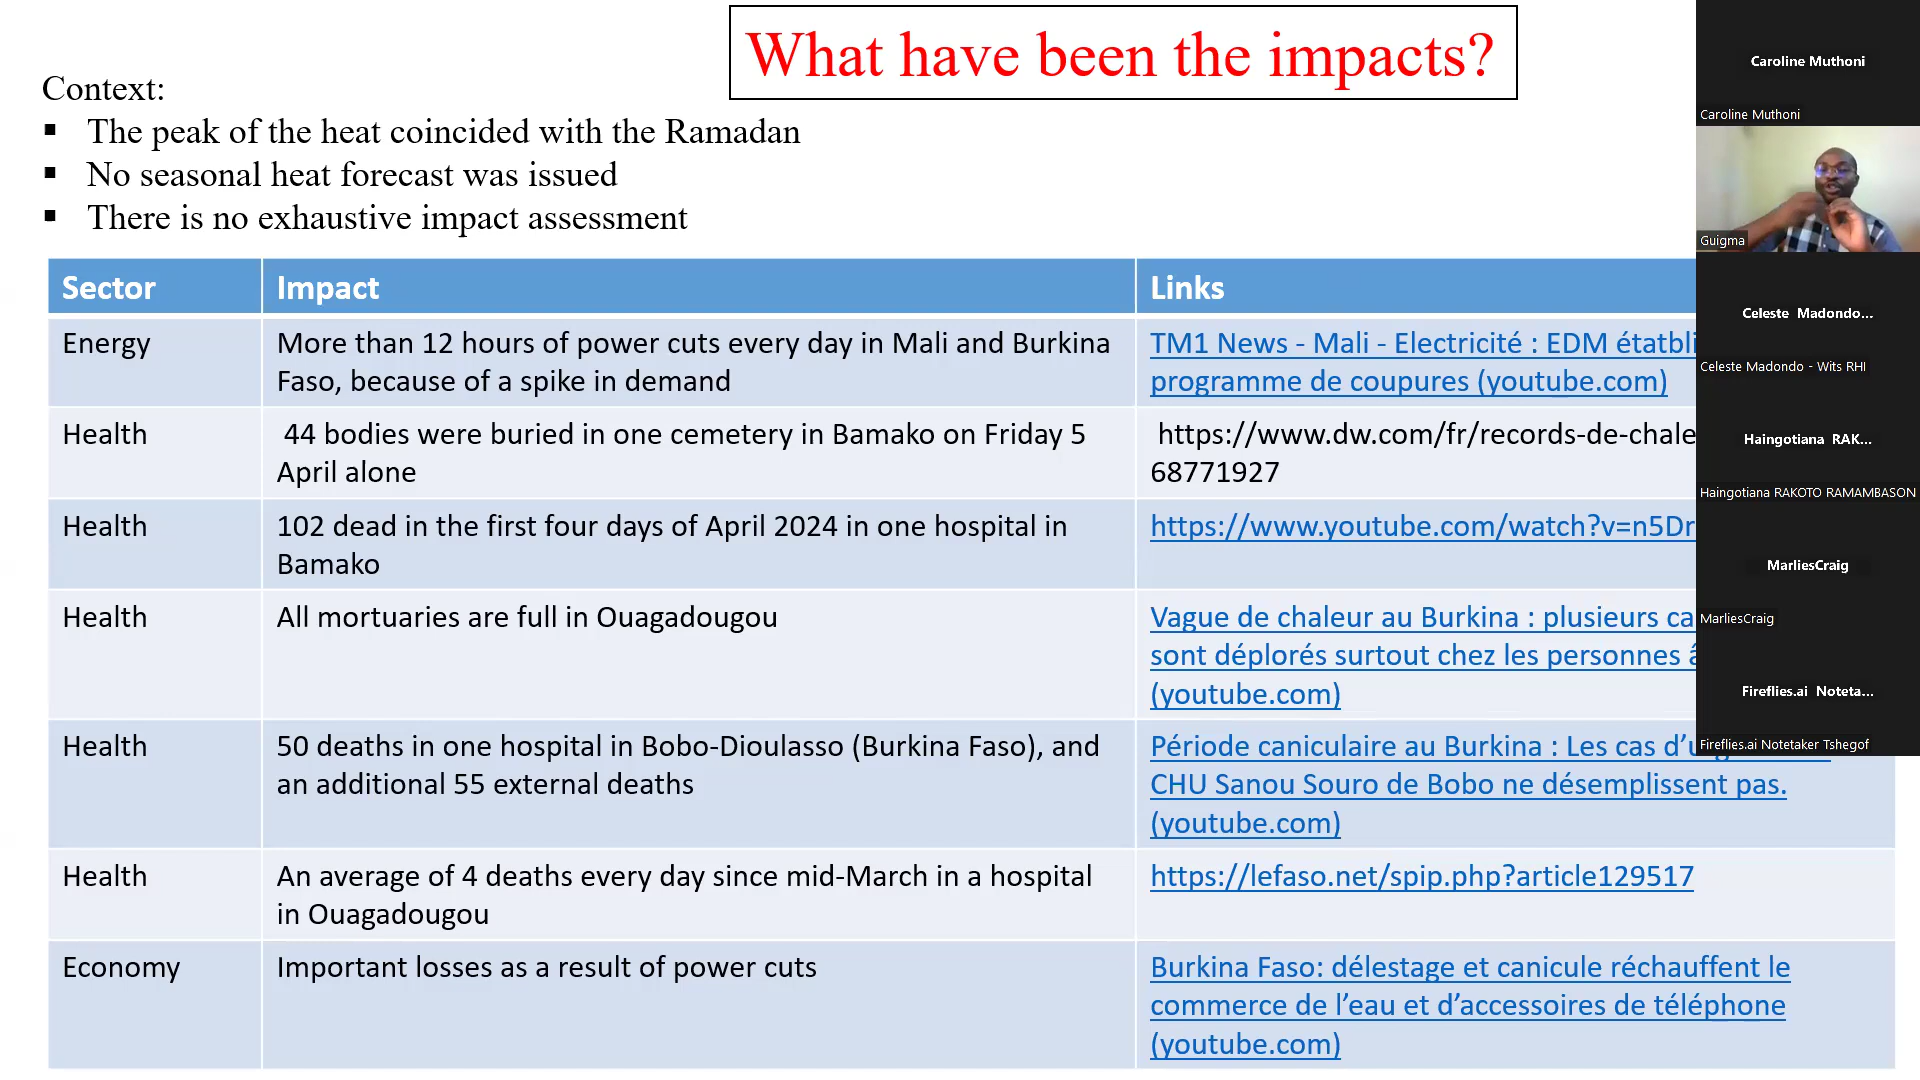 What have been the impacts?
Context:
▪ The peak of the heat coincided with the Ramadan
▪ No seasonal heat forecast was issued
▪ There is no exhaustive impact assessment
Sector
Impact
Links
Energy
More than 12 hours of power cuts every day in Mali and Burkina
Faso, because of a spike in demand
TM1 News - Mali - Electricité : EDM étatbli
programme de coupures (youtube.com)
Health
44 bodies were buried in one cemetery in Bamako on Friday 5
April alone
https://www.dw.com/fr/records-de-chale
68771927
Health
102 dead in the first four days of April 2024 in one hospital in
Bamako
https://www.youtube.com/watch?v=n5Dr
Health
All mortuaries are full in Ouagadougou
Vague de chaleur au Burkina : plusieurs ca
sont déplorés surtout chez les personnes â
(youtube.com)
Health
50 deaths in one hospital in Bobo-Dioulasso (Burkina Faso), and
an additional 55 external deaths
Période caniculaire au Burkina : Les cas
CHU Sanou Souro de Bobo ne désemplissent pas.
(youtube.com)
Health
An average of 4 deaths every day since mid-March in a hospital
in Ouagadougou
https://lefaso.net/spip.php?article129517
Economy
Important losses as a result of power cuts
Burkina Faso: délestage et canicule réchauffent le
commerce de l’eau et d’accessoires de téléphone
(youtube.com)
Caroline Muthoni
Caroline Muthoni
Guigma
Celeste Madondo...
Celeste Madondo - Wits RHI
Haingotiana RAK...
Haingotiana RAKOTO RAMAMBASON
MarliesCraig
MarliesCraig
Fireflies.ai Noteta...
Fireflies.ai Notetaker Tshegof